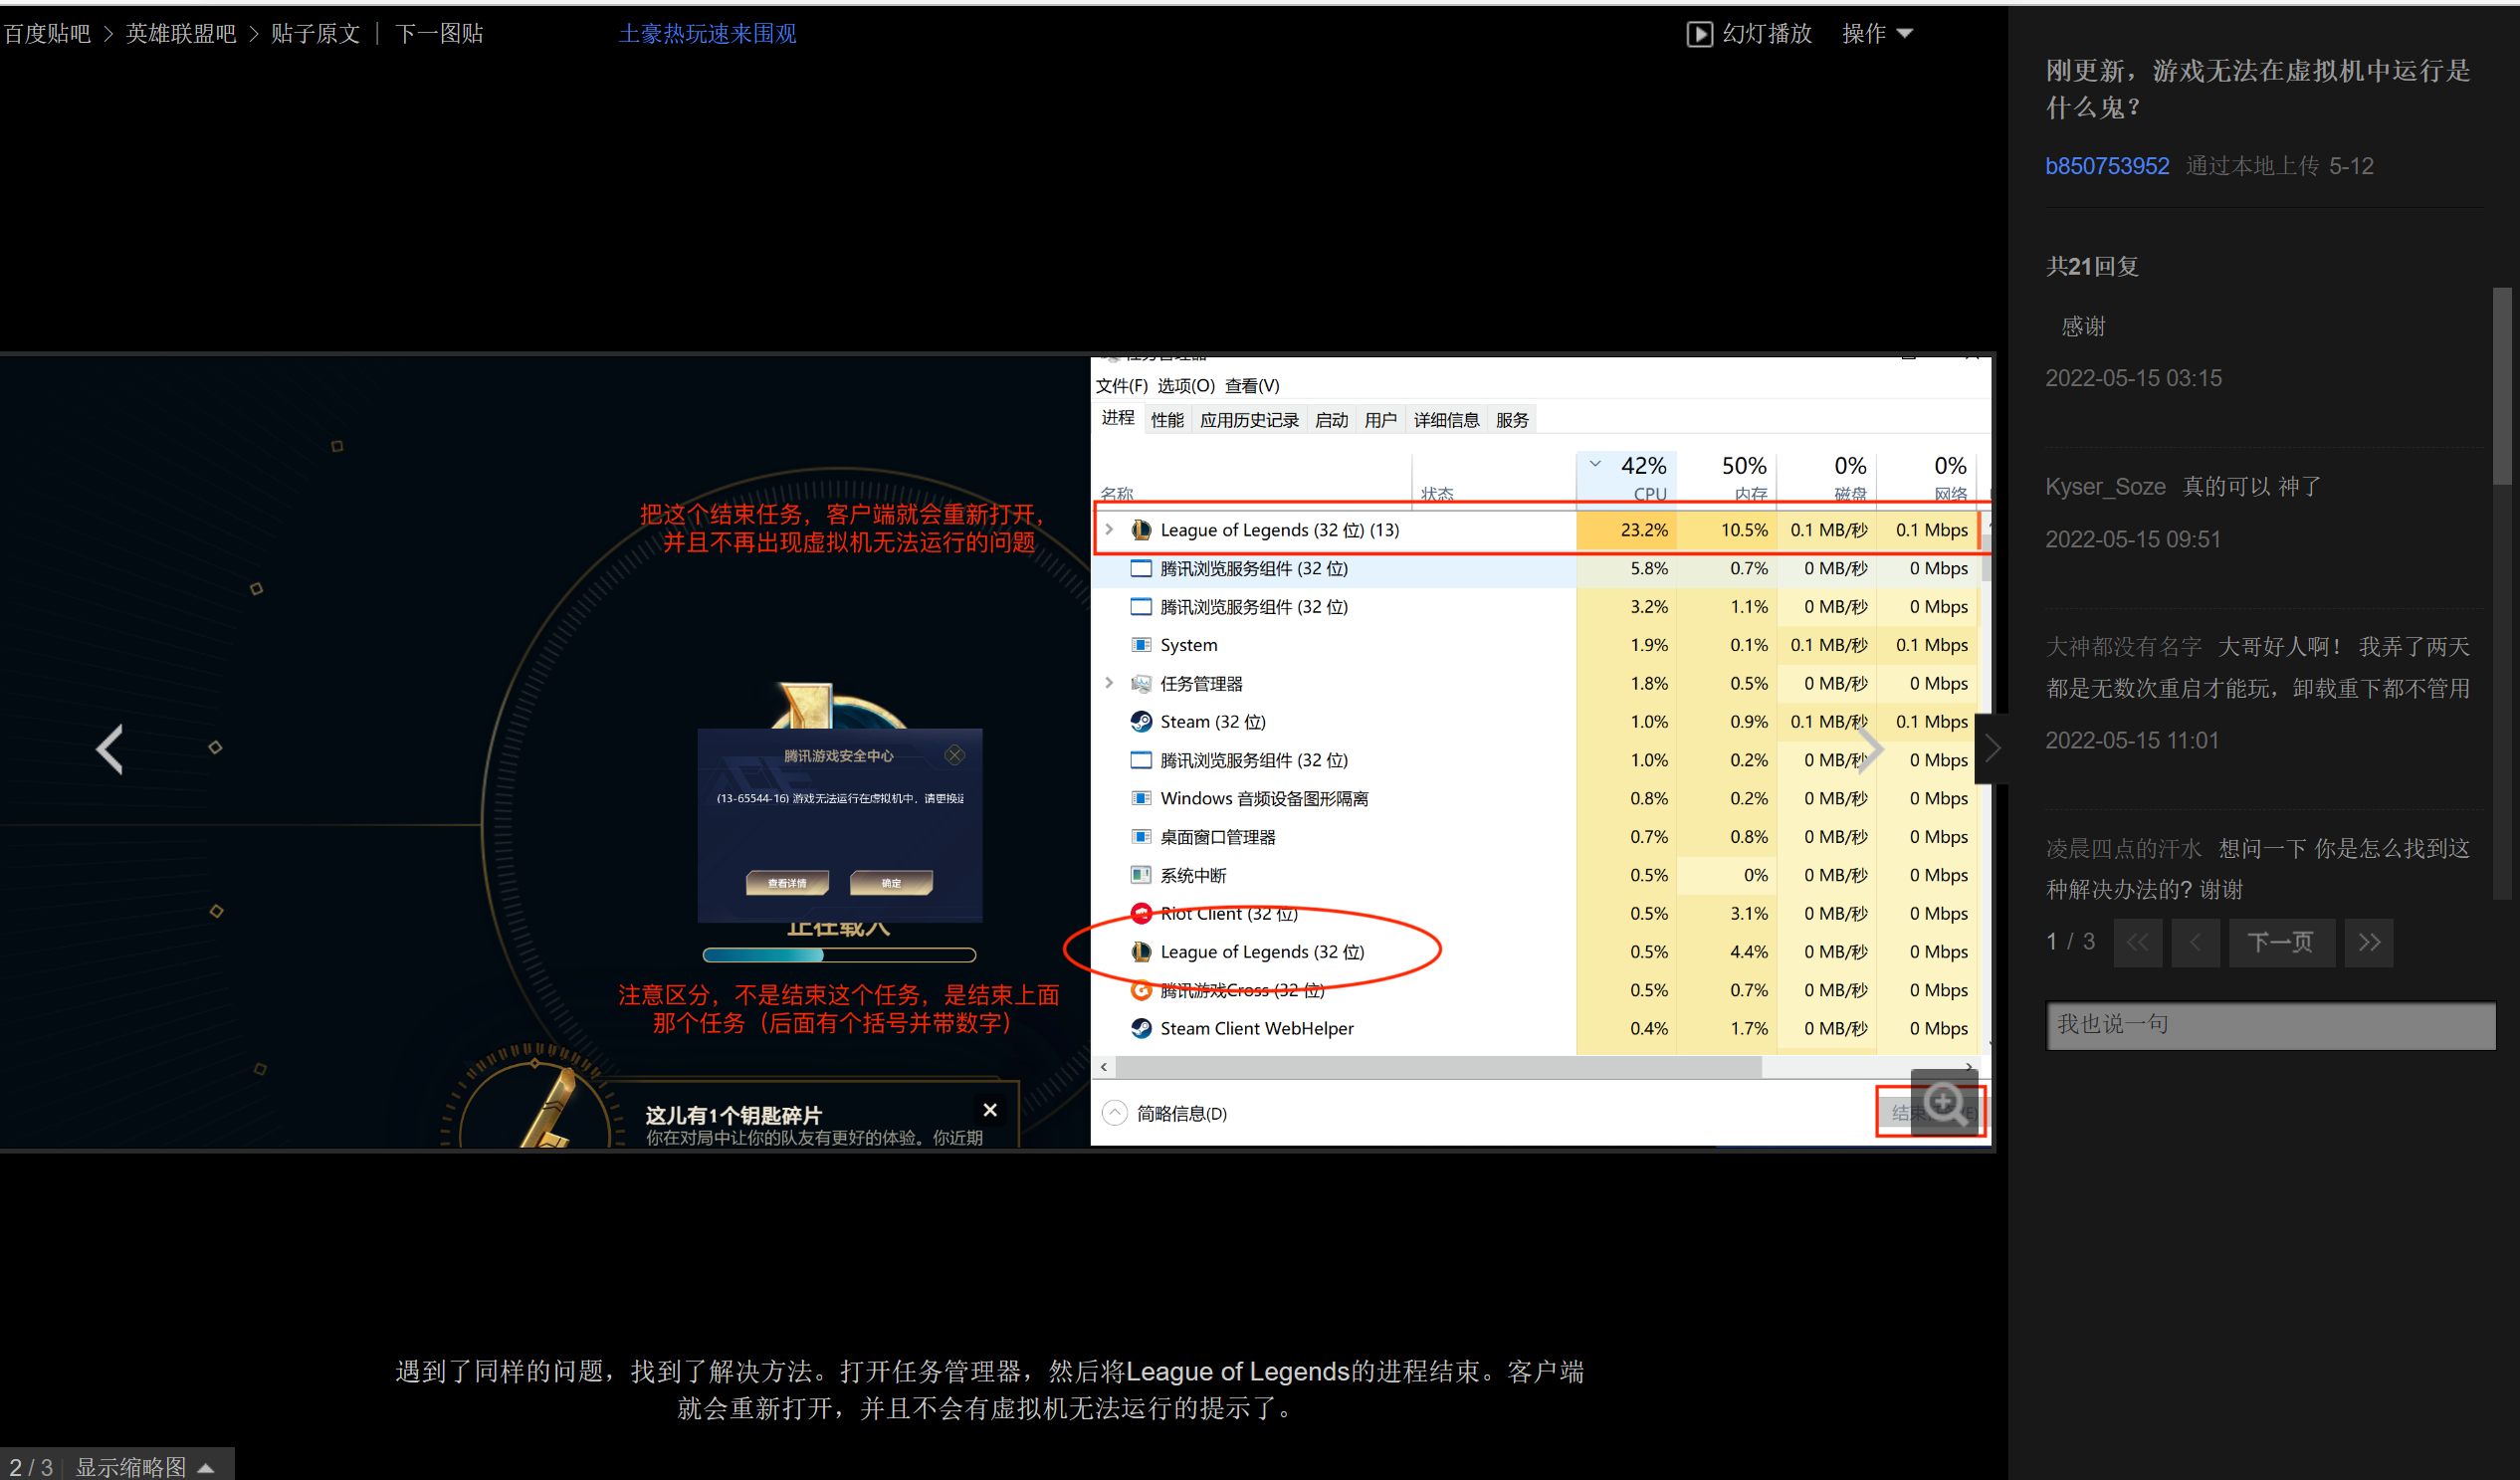 百度贴吧 > 英雄联盟吧 > 贴子原文 | 下一图贴
土豪热玩速来围观
幻灯播放 操作
把这个结束任务，客户端就会重新打开，
并且不再出现虚拟机无法运行的问题
腾讯游戏安全中心
(13-65544-16) 游戏无法运行在虚拟机中，请更换
查看详情 确定
正在载入
注意区分，不是结束这个任务，是结束上面
那个任务（后面有个括号并带数字）
这儿有1个钥匙碎片
你在对局中让你的队友有更好的体验。你近期
任务管理器
文件(F) 选项(O) 查看(V)
进程 性能 应用历史记录 启动 用户 详细信息 服务
42% 50% 0% 0%
名称 状态 CPU 内存 磁盘 网络
League of Legends (32 位) (13) 23.2% 10.5% 0.1 MB/秒 0.1 Mbps
腾讯浏览服务组件 (32 位) 5.8% 0.7% 0 MB/秒 0 Mbps
腾讯浏览服务组件 (32 位) 3.2% 1.1% 0 MB/秒 0 Mbps
System 1.9% 0.1% 0.1 MB/秒 0.1 Mbps
任务管理器 1.8% 0.5% 0 MB/秒 0 Mbps
Steam (32 位) 1.0% 0.9% 0.1 MB/秒 0.1 Mbps
腾讯浏览服务组件 (32 位) 1.0% 0.2% 0 MB/秒 0 Mbps
Windows 音频设备图形隔离 0.8% 0.2% 0 MB/秒 0 Mbps
桌面窗口管理器 0.7% 0.8% 0 MB/秒 0 Mbps
系统中断 0.5% 0% 0 MB/秒 0 Mbps
Riot Client (32 位) 0.5% 3.1% 0 MB/秒 0 Mbps
League of Legends (32 位) 0.5% 4.4% 0 MB/秒 0 Mbps
腾讯游戏Cross (32 位) 0.5% 0.7% 0 MB/秒 0 Mbps
Steam Client WebHelper 0.4% 1.7% 0 MB/秒 0 Mbps
简略信息(D)
遇到了同样的问题，找到了解决方法。打开任务管理器，然后将League of Legends的进程结束。客户端
就会重新打开，并且不会有虚拟机无法运行的提示了。
2 / 3 显示缩略图
刚更新，游戏无法在虚拟机中运行是
什么鬼？
b850753952 通过本地上传 5-12
共21回复
感谢
2022-05-15 03:15
Kyser_Soze 真的可以 神了
2022-05-15 09:51
大神都没有名字 大哥好人啊！ 我弄了两天
都是无数次重启才能玩，卸载重下都不管用
2022-05-15 11:01
凌晨四点的汗水 想问一下 你是怎么找到这
种解决办法的? 谢谢
1 / 3 << < 下一页 >>
我也说一句